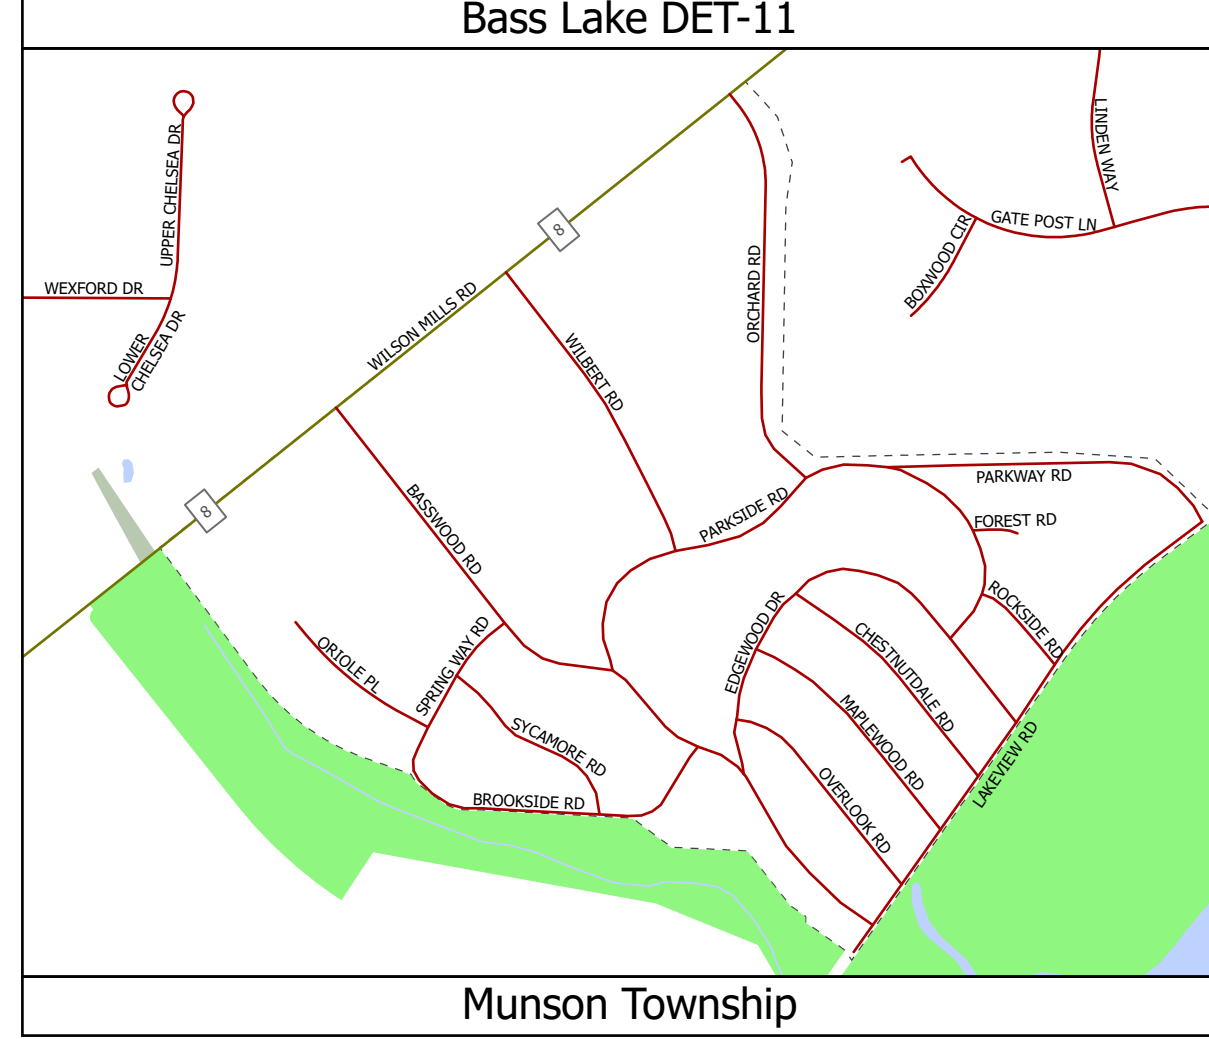 Bass Lake DET-11
UPPER CHELSEA DR
LINDEN WAY
GATE POST LN
BOXWOOD CIR
8
WEXFORD DR
ORCHARD RD
WILSON MILLS RD
LOWER
CHELSEA DR
WILBERT RD
PARKWAY RD
8
BASSWOOD RD
PARKSIDE RD
FOREST RD
ROCKSIDE RD
EDGEWOOD DR
CHESTNUTDALE RD
ORIOLE PL
SPRING WAY RD
MAPLEWOOD RD
SYCAMORE RD
LAKEVIEW RD
OVERLOOK RD
BROOKSIDE RD
Munson Township